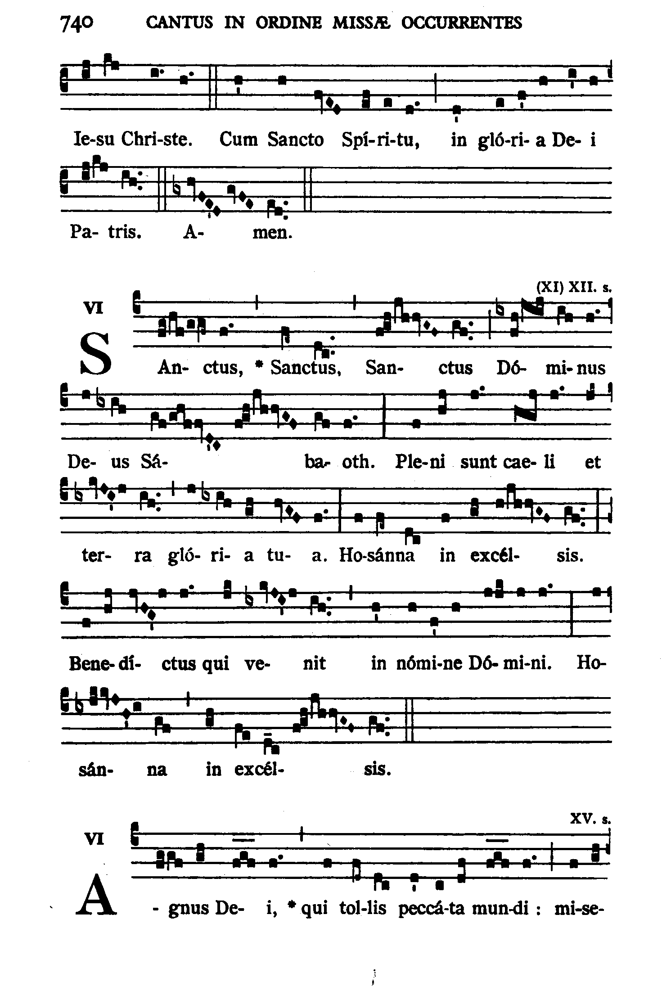 740 CANTUS IN ORDINE MISSÆ OCCURRENTES
Ie-su Chri-ste. Cum Sancto Spí-ri-tu, in gló-ri- a De- i
Pa- tris. A- men.
(XI) XII. s.
VI
SAn- ctus, * Sanctus, San- ctus Dó- mi- nus
De- us Sá- ba- oth. Ple-ni sunt cae- li et
ter- ra gló- ri- a tu- a. Ho-sánna in excél- sis.
Bene- dí- ctus qui ve- nit in nómi-ne Dó- mi-ni. Ho-
sán- na in excél- sis.
XV. s.
VI
A - gnus De- i, * qui tol-lis peccá-ta mun-di : mi-se-